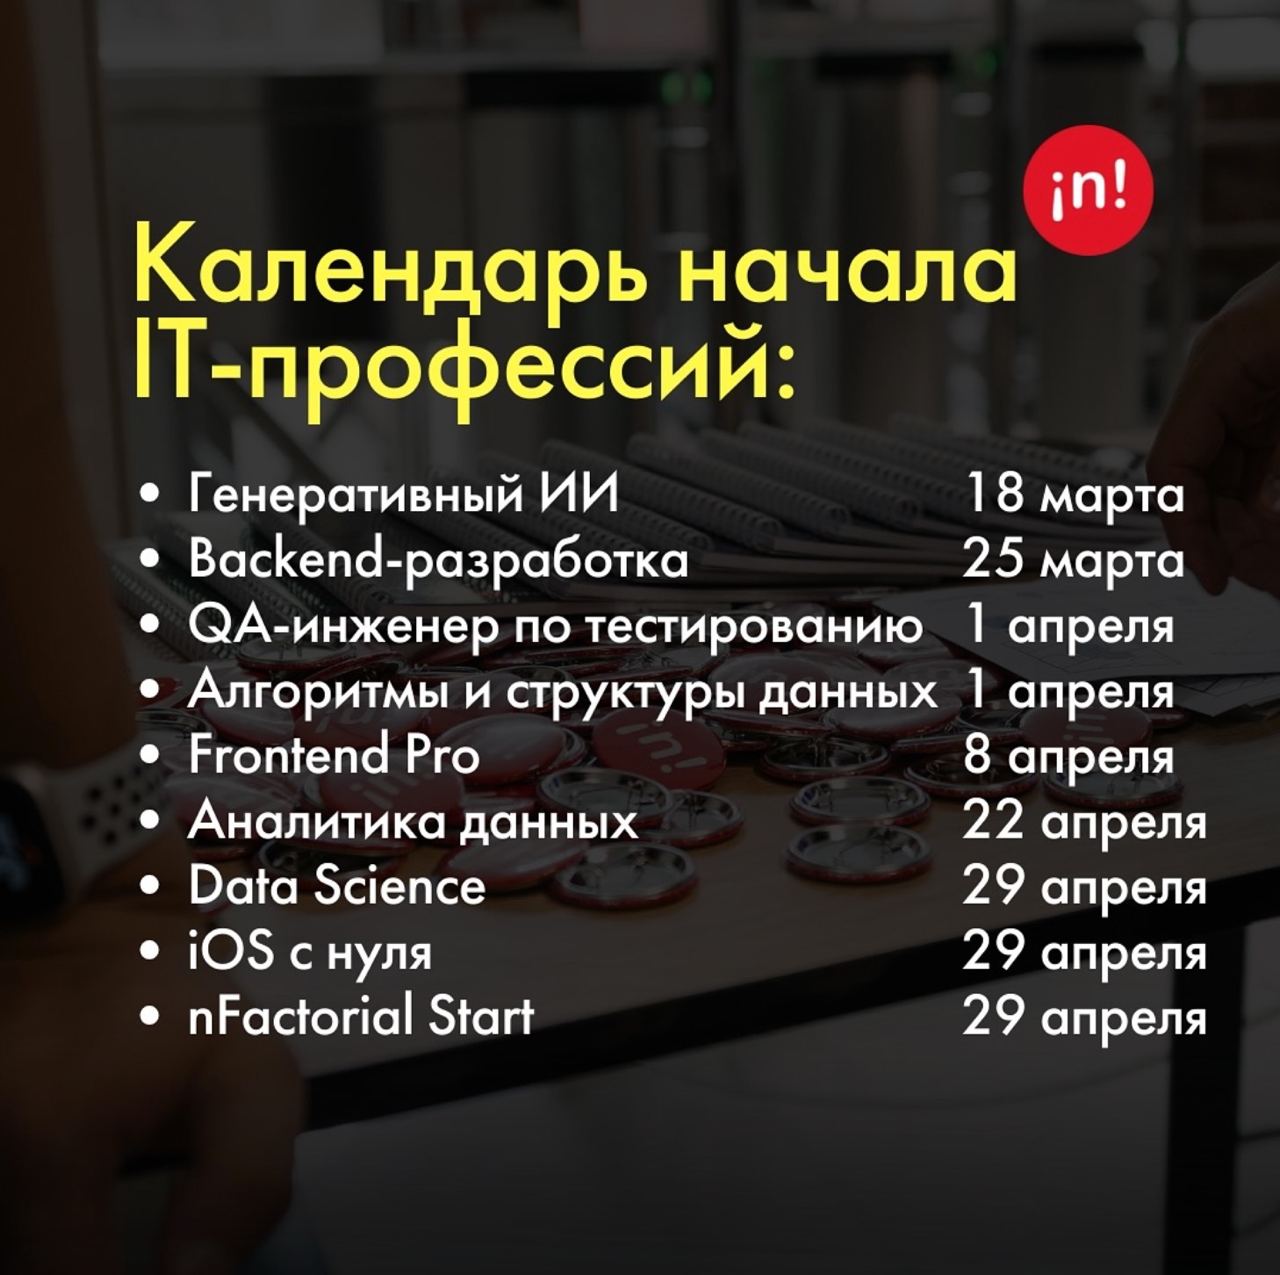 ¡n!
Календарь начала
IT-профессий:
• Генеративный ИИ 18 марта
• Backend-разработка 25 марта
• QA-инженер по тестированию 1 апреля
• Алгоритмы и структуры данных 1 апреля
• Frontend Pro 8 апреля
• Аналитика данных 22 апреля
• Data Science 29 апреля
• iOS с нуля 29 апреля
• nFactorial Start 29 апреля
in!